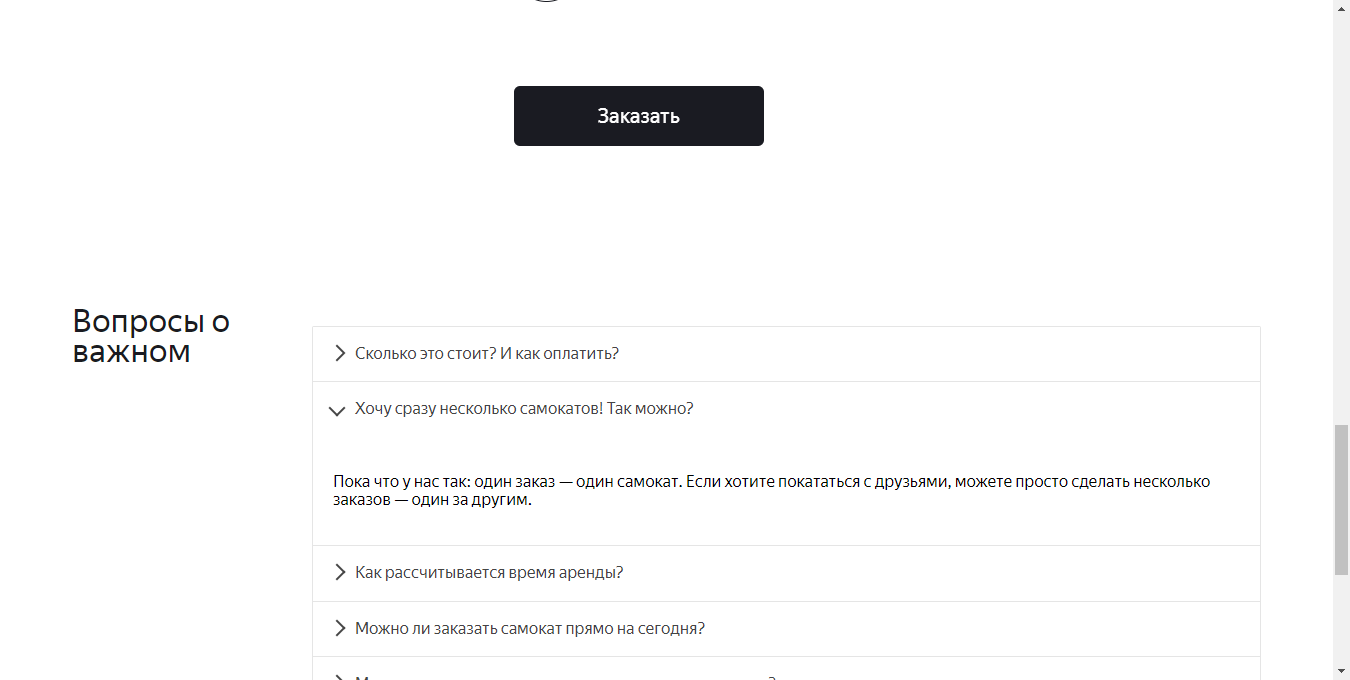 Заказать
Вопросы о
важном
Сколько это стоит? И как оплатить?
Хочу сразу несколько самокатов! Так можно?
Пока что у нас так: один заказ — один самокат. Если хотите покататься с друзьями, можете просто сделать несколько
заказов — один за другим.
Как рассчитывается время аренды?
Можно ли заказать самокат прямо на сегодня?